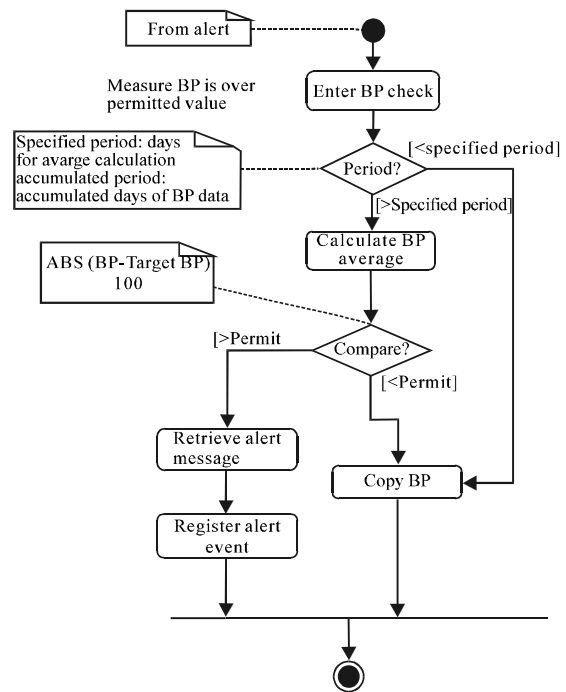 From alert
Measure BP is over
permitted value
Enter BP check
[<specified period]
Specified period: days
for avarge calculation
accumulated period:
accumulated days of BP data
Period?
[>Specified period]
Calculate BP
average
ABS (BP-Target BP)
100
[>Permit
Compare?
[<Permit]
Retrieve alert
message
Copy BP
Register alert
event